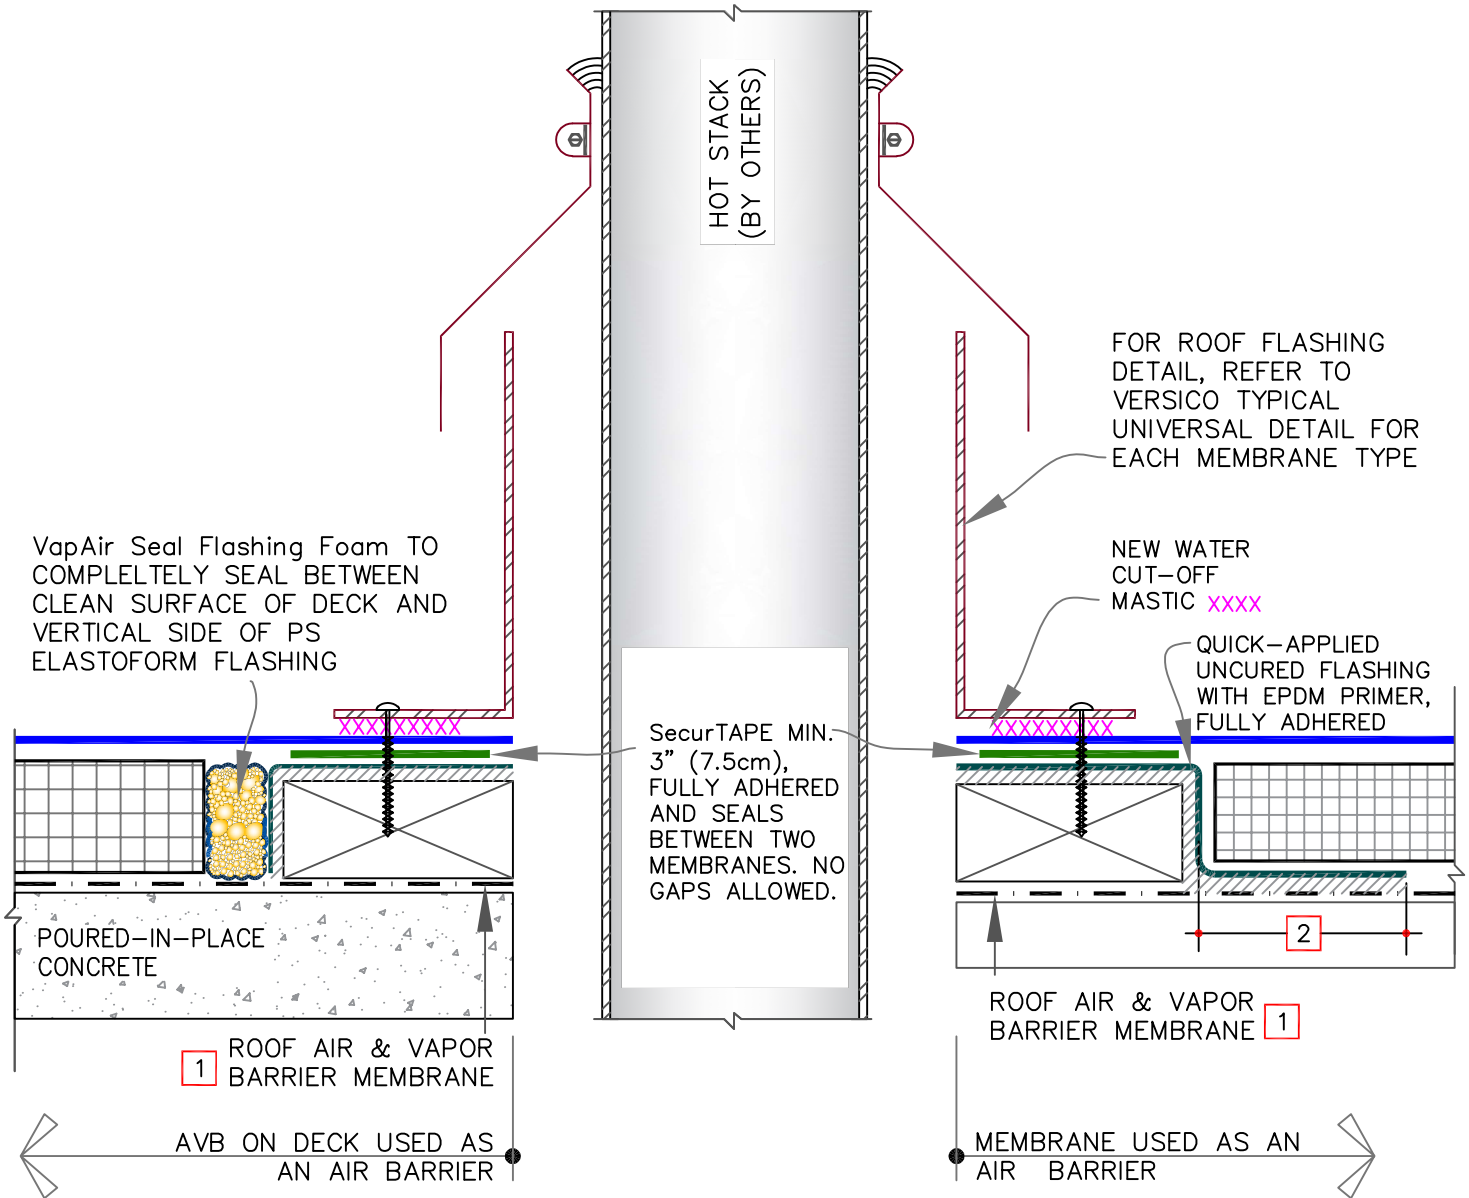 HOT STACK
(BY OTHERS)
FOR ROOF FLASHING
DETAIL, REFER TO
VERSICO TYPICAL
UNIVERSAL DETAIL FOR
EACH MEMBRANE TYPE
VapAir Seal Flashing Foam TO
COMPLELTELY SEAL BETWEEN
CLEAN SURFACE OF DECK AND
VERTICAL SIDE OF PS
ELASTOFORM FLASHING
NEW WATER
CUT-OFF
MASTIC XXXX
QUICK-APPLIED
UNCURED FLASHING
WITH EPDM PRIMER,
FULLY ADHERED
SecurTAPE MIN.
3" (7.5cm),
FULLY ADHERED
AND SEALS
BETWEEN TWO
MEMBRANES. NO
GAPS ALLOWED.
POURED-IN-PLACE
CONCRETE
2
ROOF AIR & VAPOR
BARRIER MEMBRANE 1
1 ROOF AIR & VAPOR
BARRIER MEMBRANE
AVB ON DECK USED AS
AN AIR BARRIER
MEMBRANE USED AS AN
AIR BARRIER